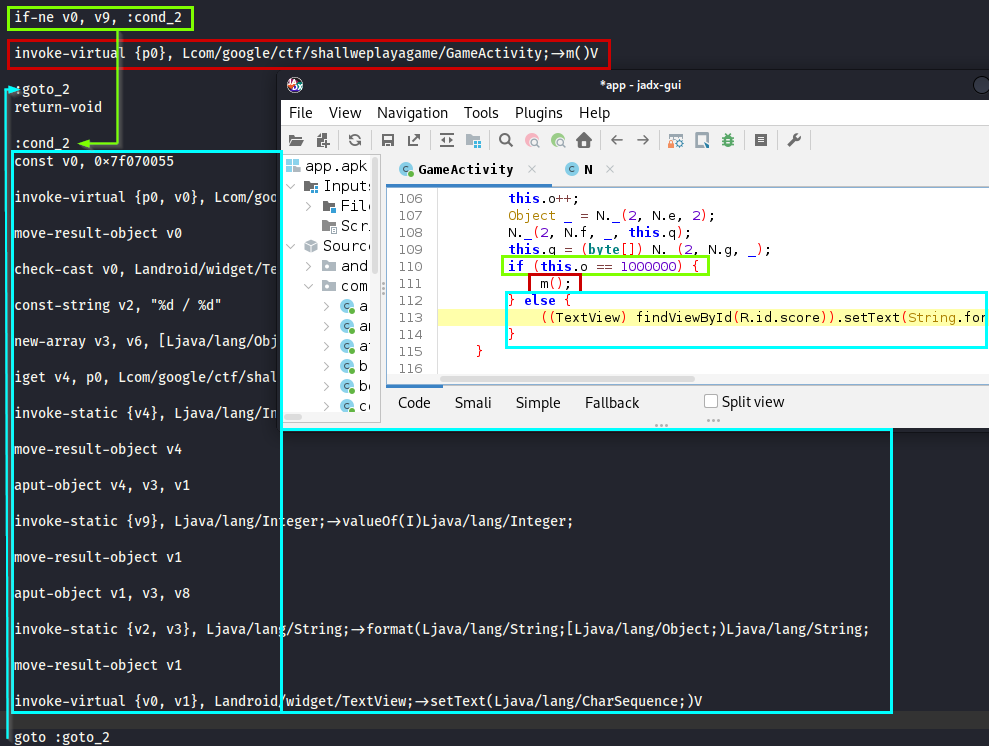 if-ne v0, v9, :cond_2
invoke-virtual {p0}, Lcom/google/ctf/shallweplayagame/GameActivity;→m()V
:goto_2
return-void
:cond_2
const v0, 0×7f070055
invoke-virtual {p0, v0}, Lcom/goo
move-result-object v0
check-cast v0, Landroid/widget/Te
const-string v2, "%d / %d"
new-array v3, v6, [Ljava/lang/Obj
iget v4, p0, Lcom/google/ctf/shal
invoke-static {v4}, Ljava/lang/In
move-result-object v4
aput-object v4, v3, v1
invoke-static {v9}, Ljava/lang/Integer;→valueOf(I)Ljava/lang/Integer;
move-result-object v1
aput-object v1, v3, v8
invoke-static {v2, v3}, Ljava/lang/String;→format(Ljava/lang/String;[Ljava/lang/Object;)Ljava/lang/String;
move-result-object v1
invoke-virtual {v0, v1}, Landroid/widget/TextView;→setText(Ljava/lang/CharSequence;)V
goto :goto_2
*app - jadx-gui
File View Navigation Tools Plugins Help
app.apk
Inputs
File
Scr
Source
and
com
a
an
at
b
be
co
GameActivity × N ×
106 this.o++;
107 Object _ = N._(2, N.e, 2);
108 N._(2, N.f, _, this.q);
109 this.q = (byte[]) N._(2, N.g, _);
110 if (this.o == 1000000) {
111 m();
112 } else {
113 ((TextView) findViewById(R.id.score)).setText(String.for
114 }
115 }
116
Code Smali Simple Fallback Split view